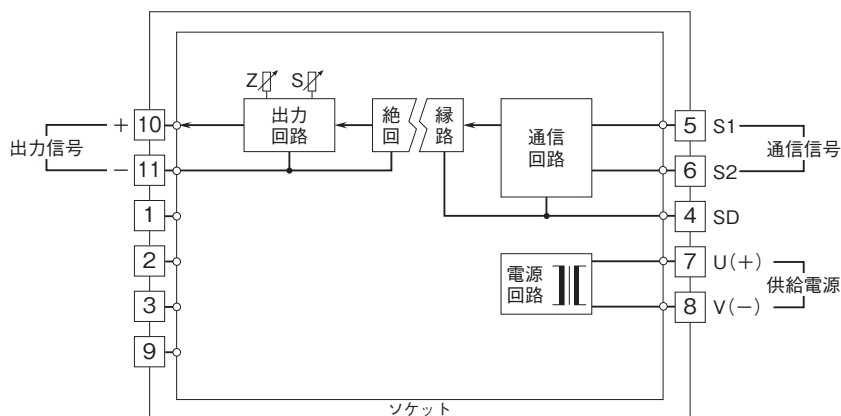 Z
S
出力
回路
絶
回
縁
路
通信
回路
+
10
出力信号
−
11
1
2
3
9
5
S1
通信信号
6
S2
4
SD
電源
回路
7
U(+)
供給電源
8
V(−)
ソケット